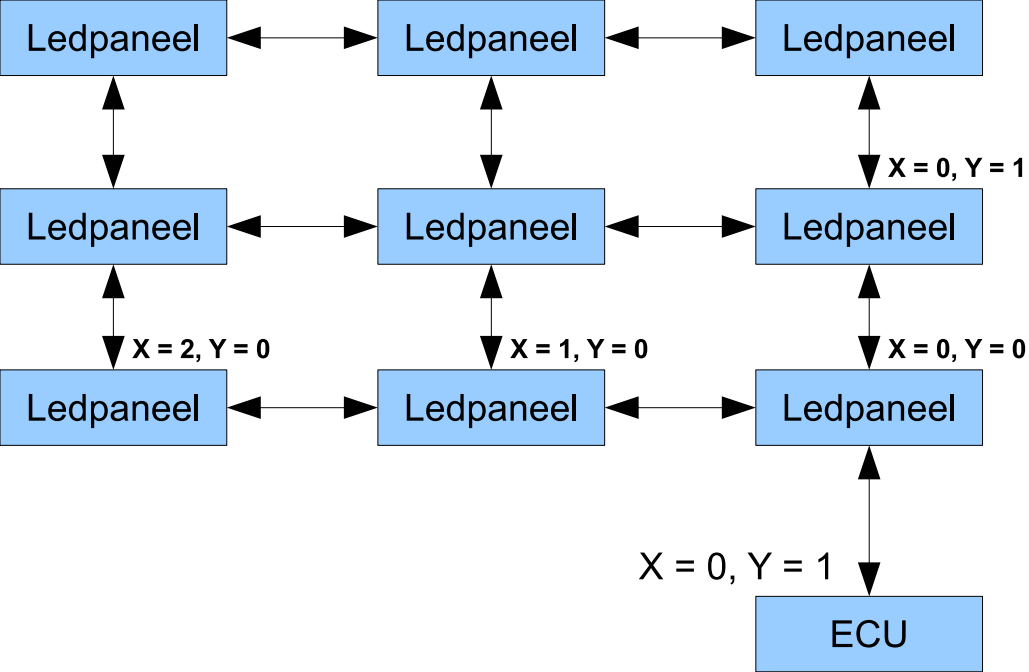 Ledpaneel Ledpaneel Ledpaneel
X = 0, Y = 1
Ledpaneel Ledpaneel Ledpaneel
X = 2, Y = 0 X = 1, Y = 0 X = 0, Y = 0
Ledpaneel Ledpaneel Ledpaneel
X = 0, Y = 1
ECU